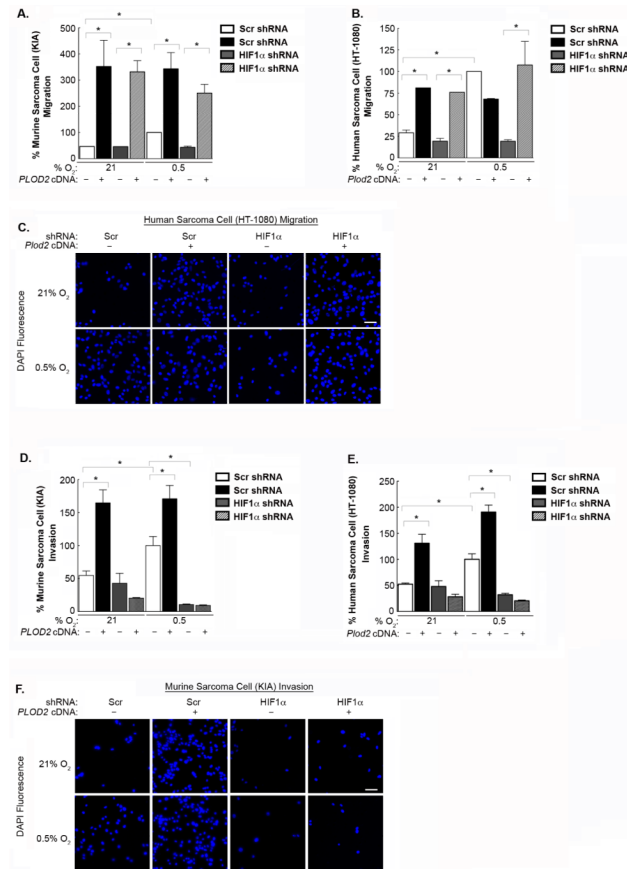 A.
% Murine Sarcoma Cell (KIA)
Migration
500
400
300
200
100
0
*
*
*
*
*
Scr shRNA
Scr shRNA
HIF1α shRNA
HIF1α shRNA
% O₂:
21
0.5
PLOD2 cDNA: – + – + – + – +
B.
% Human Sarcoma Cell (HT-1080)
Migration
150
125
100
75
50
25
0
*
*
*
*
Scr shRNA
Scr shRNA
HIF1α shRNA
HIF1α shRNA
% O₂:
21
0.5
Plod2 cDNA: – + – + – + – +
C.
Human Sarcoma Cell (HT-1080) Migration
shRNA: Scr Scr HIF1α HIF1α
Plod2 cDNA: – + – +
DAPI Fluorescence
21% O₂
0.5% O₂
D.
% Murine Sarcoma Cell (KIA)
Invasion
200
150
100
50
0
*
*
*
*
Scr shRNA
Scr shRNA
HIF1α shRNA
HIF1α shRNA
% O₂:
21
0.5
PLOD2 cDNA: – + – + – + – +
E.
% Human Sarcoma Cell (HT-1080)
Invasion
250
200
150
100
50
0
*
*
*
*
Scr shRNA
Scr shRNA
HIF1α shRNA
HIF1α shRNA
% O₂:
21
0.5
Plod2 cDNA: – + – + – + – +
F.
Murine Sarcoma Cell (KIA) Invasion
shRNA: Scr Scr HIF1α HIF1α
PLOD2 cDNA: – + – +
DAPI Fluorescence
21% O₂
0.5% O₂